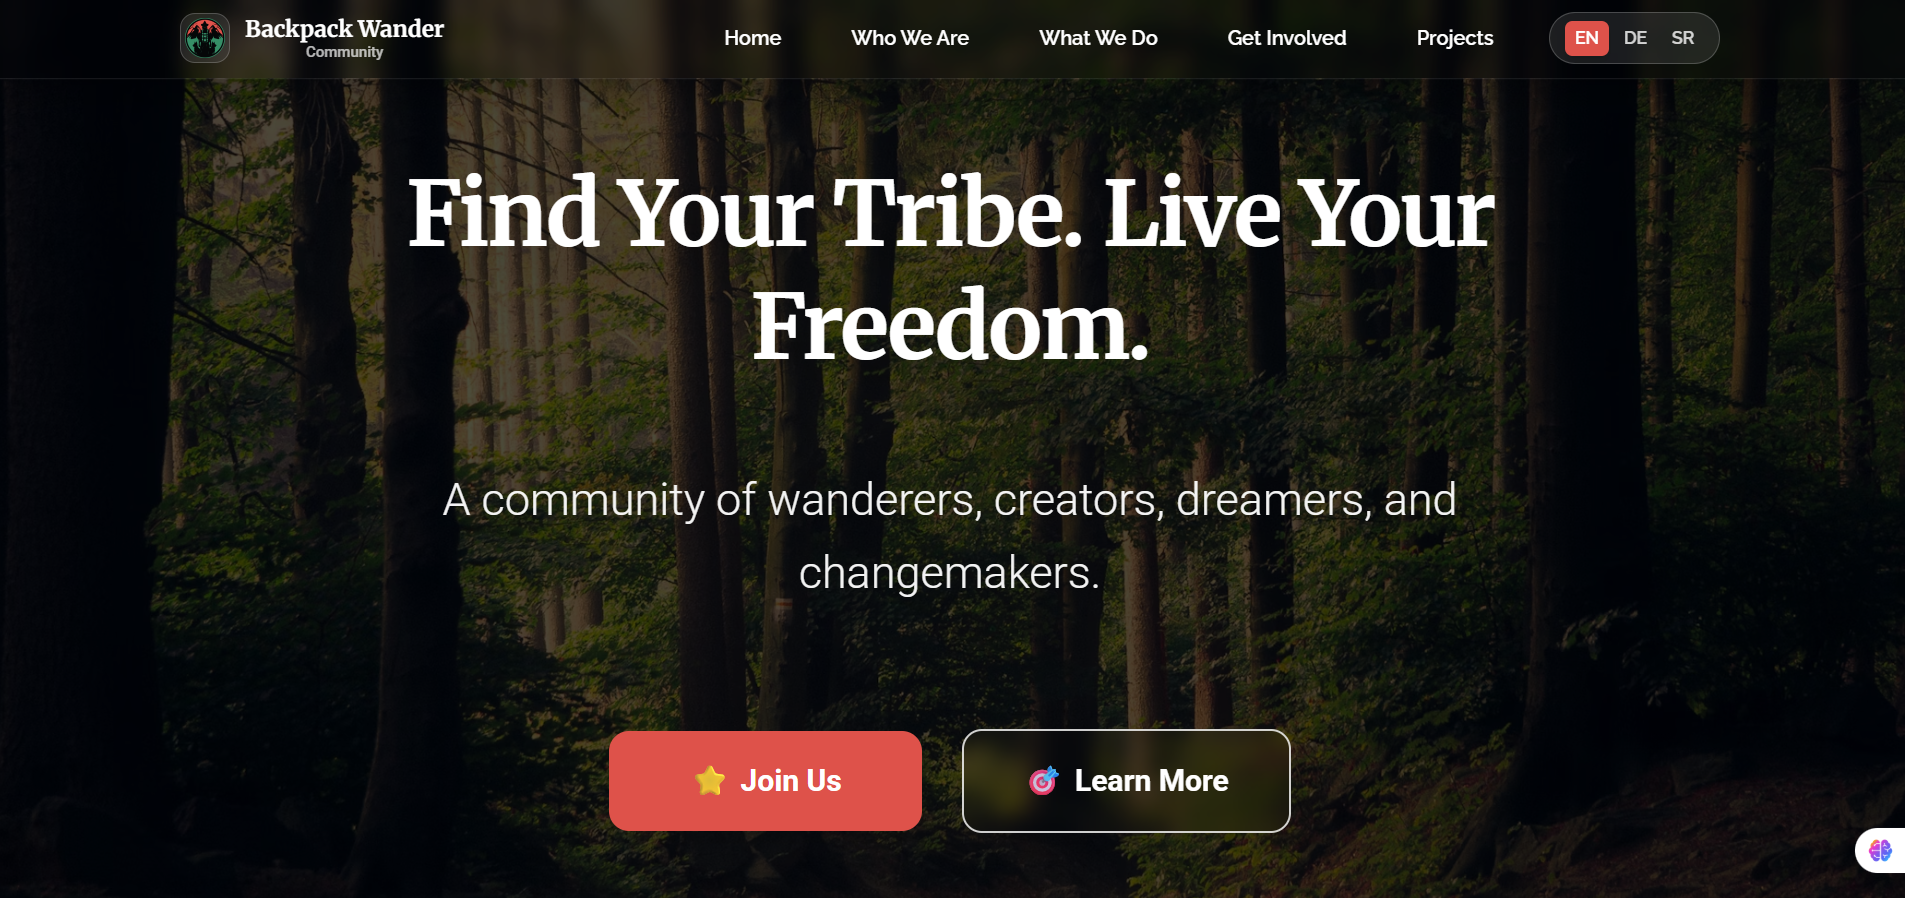 Backpack Wander
Community
Home
Who We Are
What We Do
Get Involved
Projects
EN
DE
SR
Find Your Tribe. Live Your
Freedom.
A community of wanderers, creators, dreamers, and
changemakers.
Join Us
Learn More